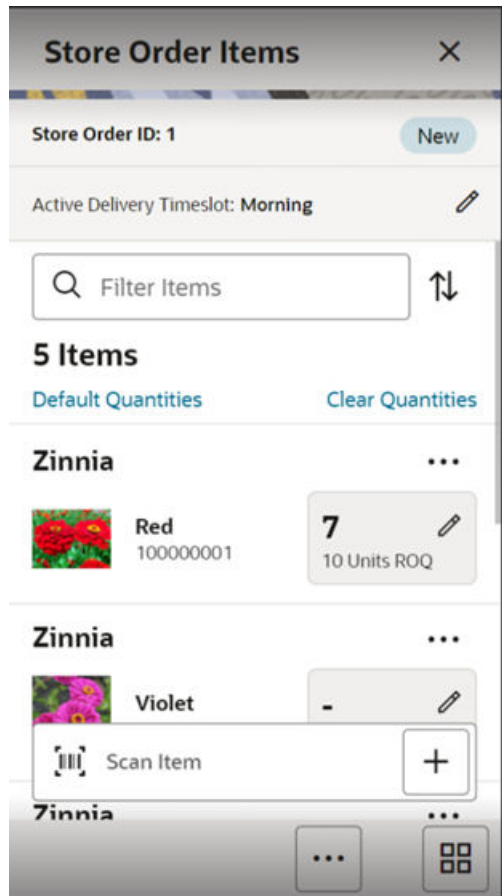 Store Order Items
Store Order ID: 1 New
Active Delivery Timeslot: Morning
Filter Items
5 Items
Default Quantities Clear Quantities
Zinnia
Red
100000001
7
10 Units ROQ
Zinnia
Violet
-
Scan Item
Zinnia